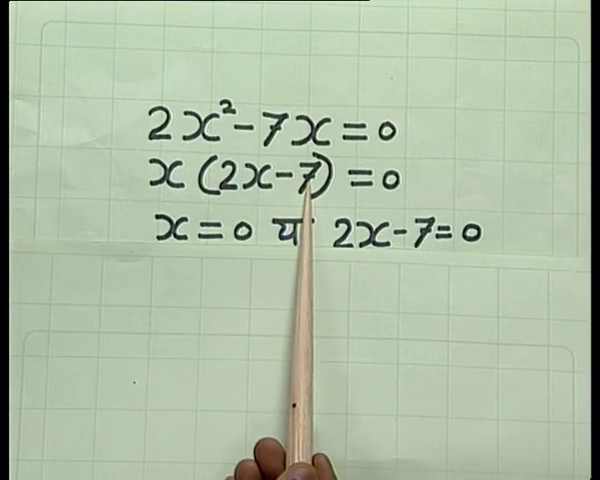 2x² - 7x = 0
x (2x - 7) = 0
x = 0 या 2x - 7 = 0